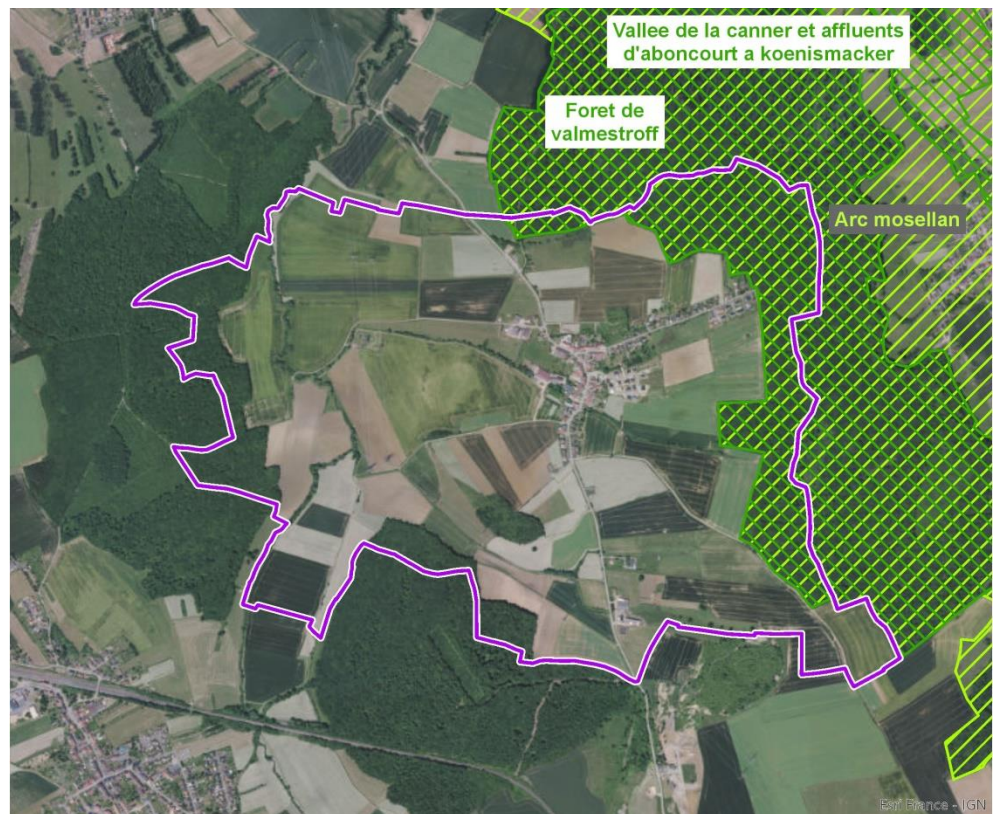 Vallee de la canner et affluents
d'aboncourt a koenismacker
Foret de
valmestroff
Arc mosellan
Esri France - IGN